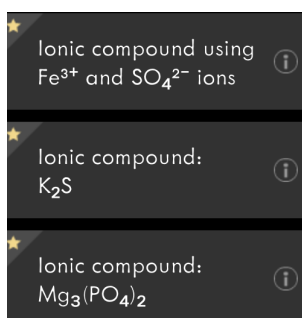 Ionic compound using
Fe³⁺ and SO₄²⁻ ions
Ionic compound:
K₂S
Ionic compound:
Mg₃(PO₄)₂